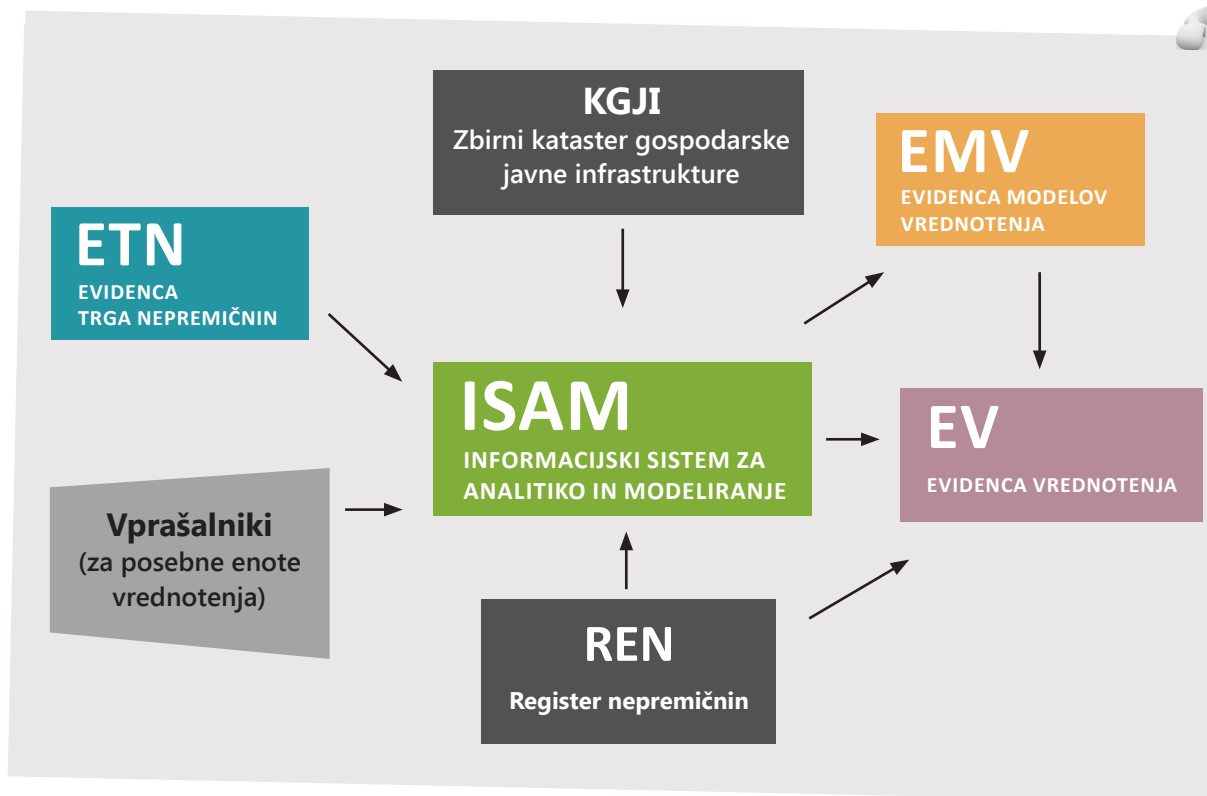 KGJI
Zbirni kataster gospodarske
javne infrastrukture
EMV
EVIDENCA MODELOV
VREDNOTENJA
ETN
EVIDENCA
TRGA NEPREMIČNIN
ISAM
INFORMACIJSKI SISTEM ZA
ANALITIKO IN MODELIRANJE
EV
EVIDENCA VREDNOTENJA
Vprašalniki
(za posebne enote
vrednotenja)
REN
Register nepremičnin